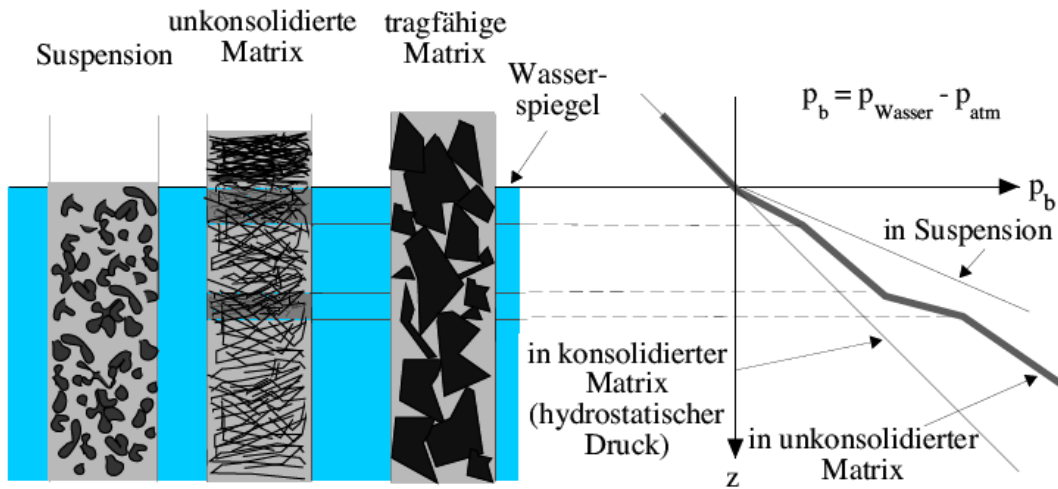 Suspension
unkonsolidierte
Matrix
tragfähige
Matrix
Wasser-
spiegel
p_b = p_Wasser - p_atm
p_b
in Suspension
in konsolidierter
Matrix
(hydrostatischer
Druck)
in unkonsolidierter
Matrix
z